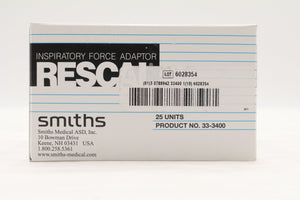 INSPIRATORY FORCE ADAPTOR
LOT 6028354
RESCAL
25 UNITS
PRODUCT NO. 33-3400
smiths
Smiths Medical ASD, Inc.
10 Bowman Drive
Keene, NH 03431 USA
1.800.258.5361
www.smiths-medical.com